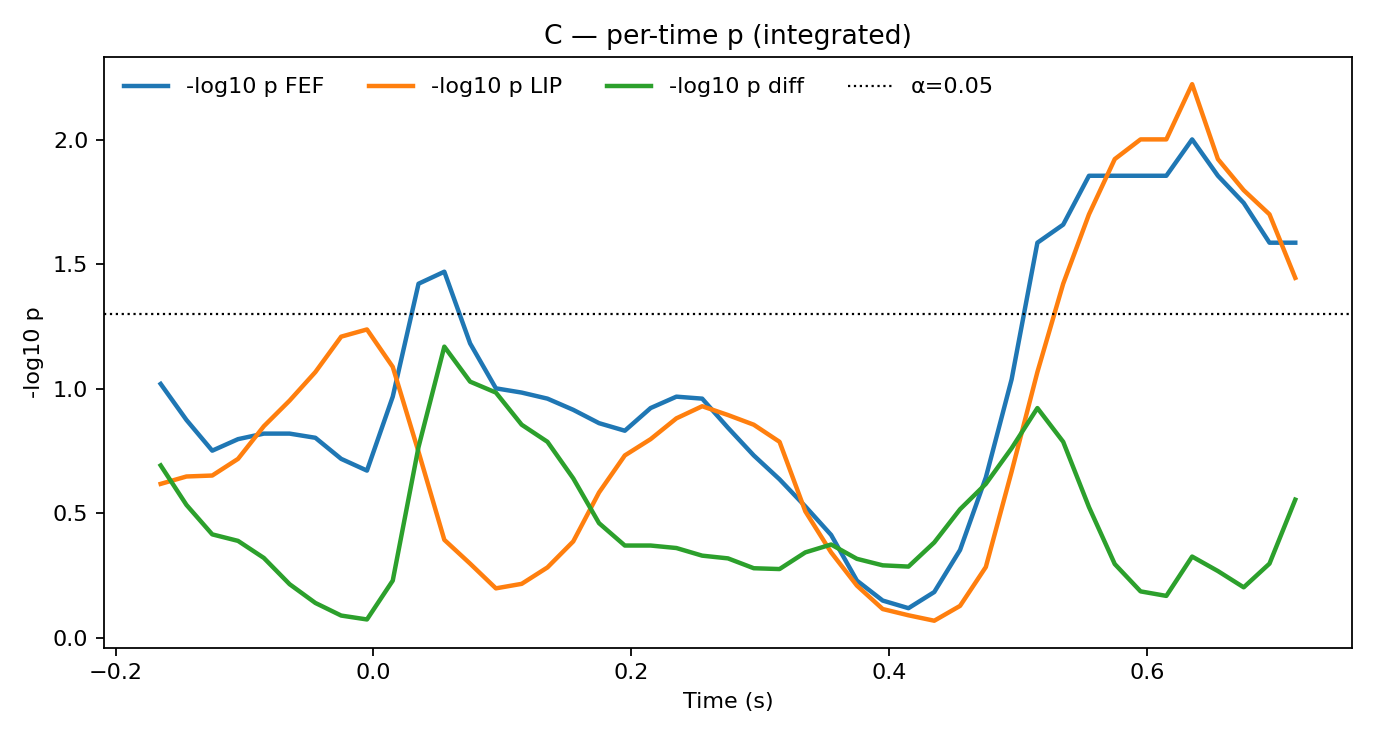 C — per-time p (integrated)
-log10 p FEF -log10 p LIP -log10 p diff α=0.05
2.0
1.5
1.0
0.5
0.0
-log10 p
−0.2 0.0 0.2 0.4 0.6
Time (s)